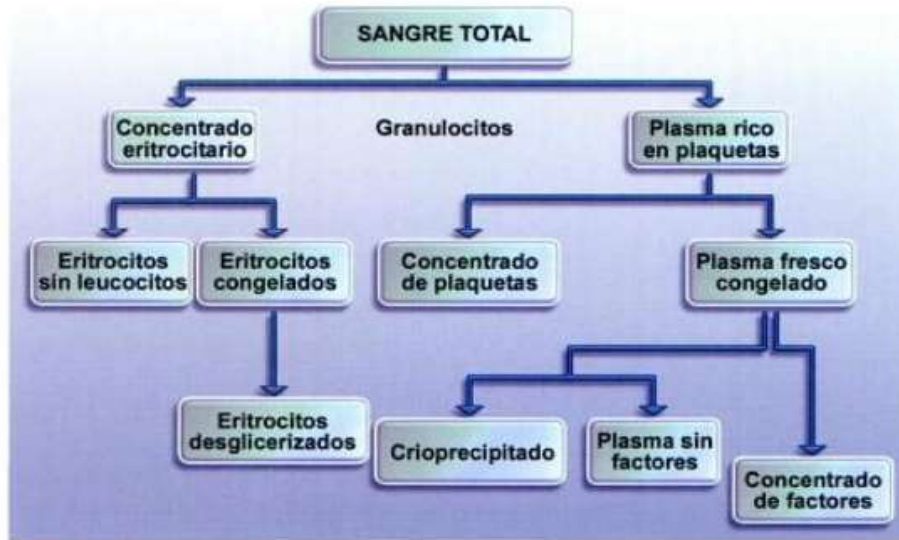 SANGRE TOTAL
Concentrado
eritrocitario
Granulocitos
Plasma rico
en plaquetas
Eritrocitos
sin leucocitos
Eritrocitos
congelados
Concentrado
de plaquetas
Plasma fresco
congelado
Eritrocitos
desglicerizados
Crioprecipitado
Plasma sin
factores
Concentrado
de factores